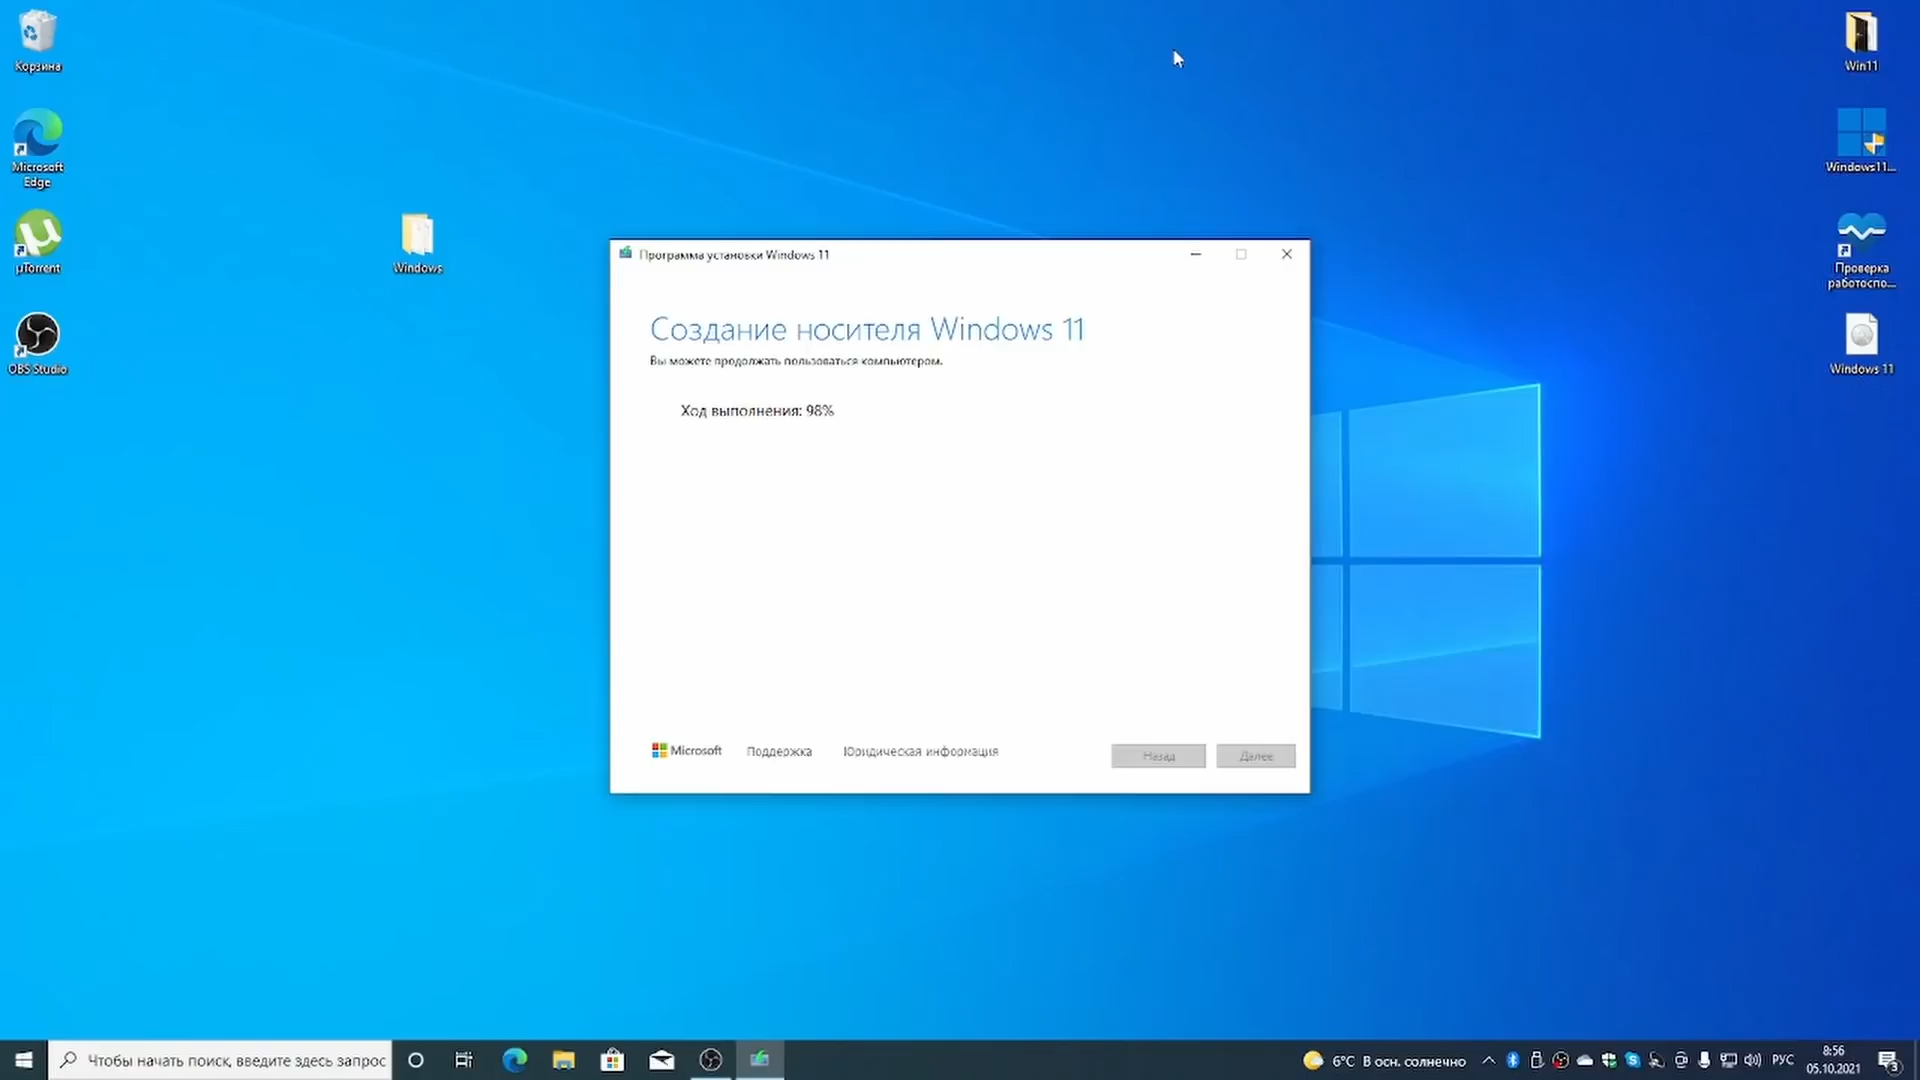 Корзина
Microsoft
Edge
µTorrent
OBS Studio
Windows
Win11
Windows11...
Проверка
работоспо...
Windows 11
Программа установки Windows 11
Создание носителя Windows 11
Вы можете продолжать пользоваться компьютером.
Ход выполнения: 98%
Microsoft
Поддержка
Юридическая информация
Назад
Далее
Чтобы начать поиск, введите здесь запрос
6°C В осн. солнечно
РУС
8:56
05.10.2021
3